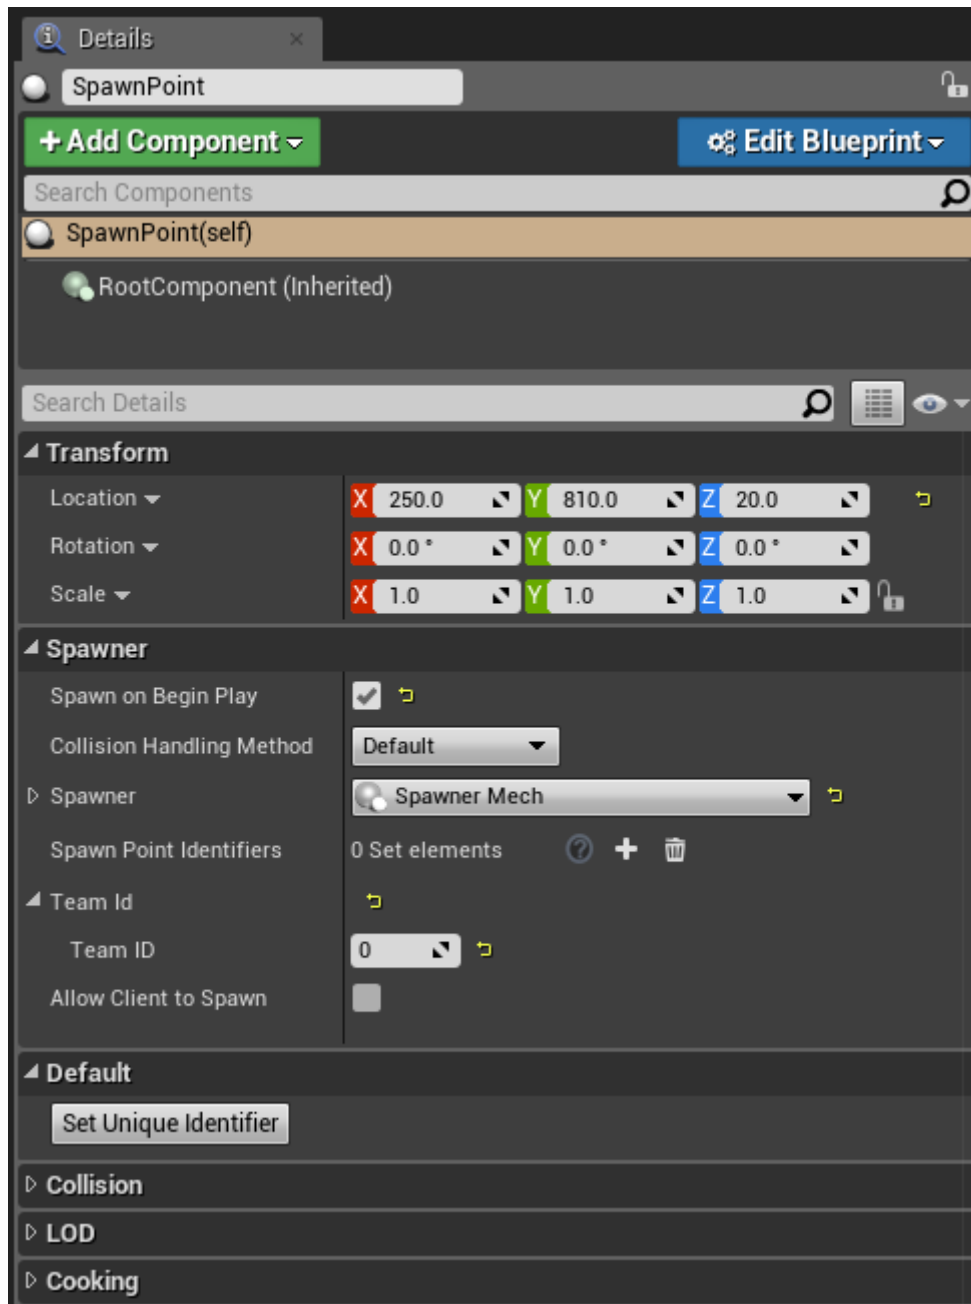 Details
SpawnPoint
+ Add Component
Edit Blueprint
Search Components
SpawnPoint(self)
RootComponent (Inherited)
Search Details
Transform
Location X 250.0 Y 810.0 Z 20.0
Rotation X 0.0 ° Y 0.0 ° Z 0.0 °
Scale X 1.0 Y 1.0 Z 1.0
Spawner
Spawn on Begin Play
Collision Handling Method Default
Spawner Spawner Mech
Spawn Point Identifiers 0 Set elements
Team Id
Team ID 0
Allow Client to Spawn
Default
Set Unique Identifier
Collision
LOD
Cooking